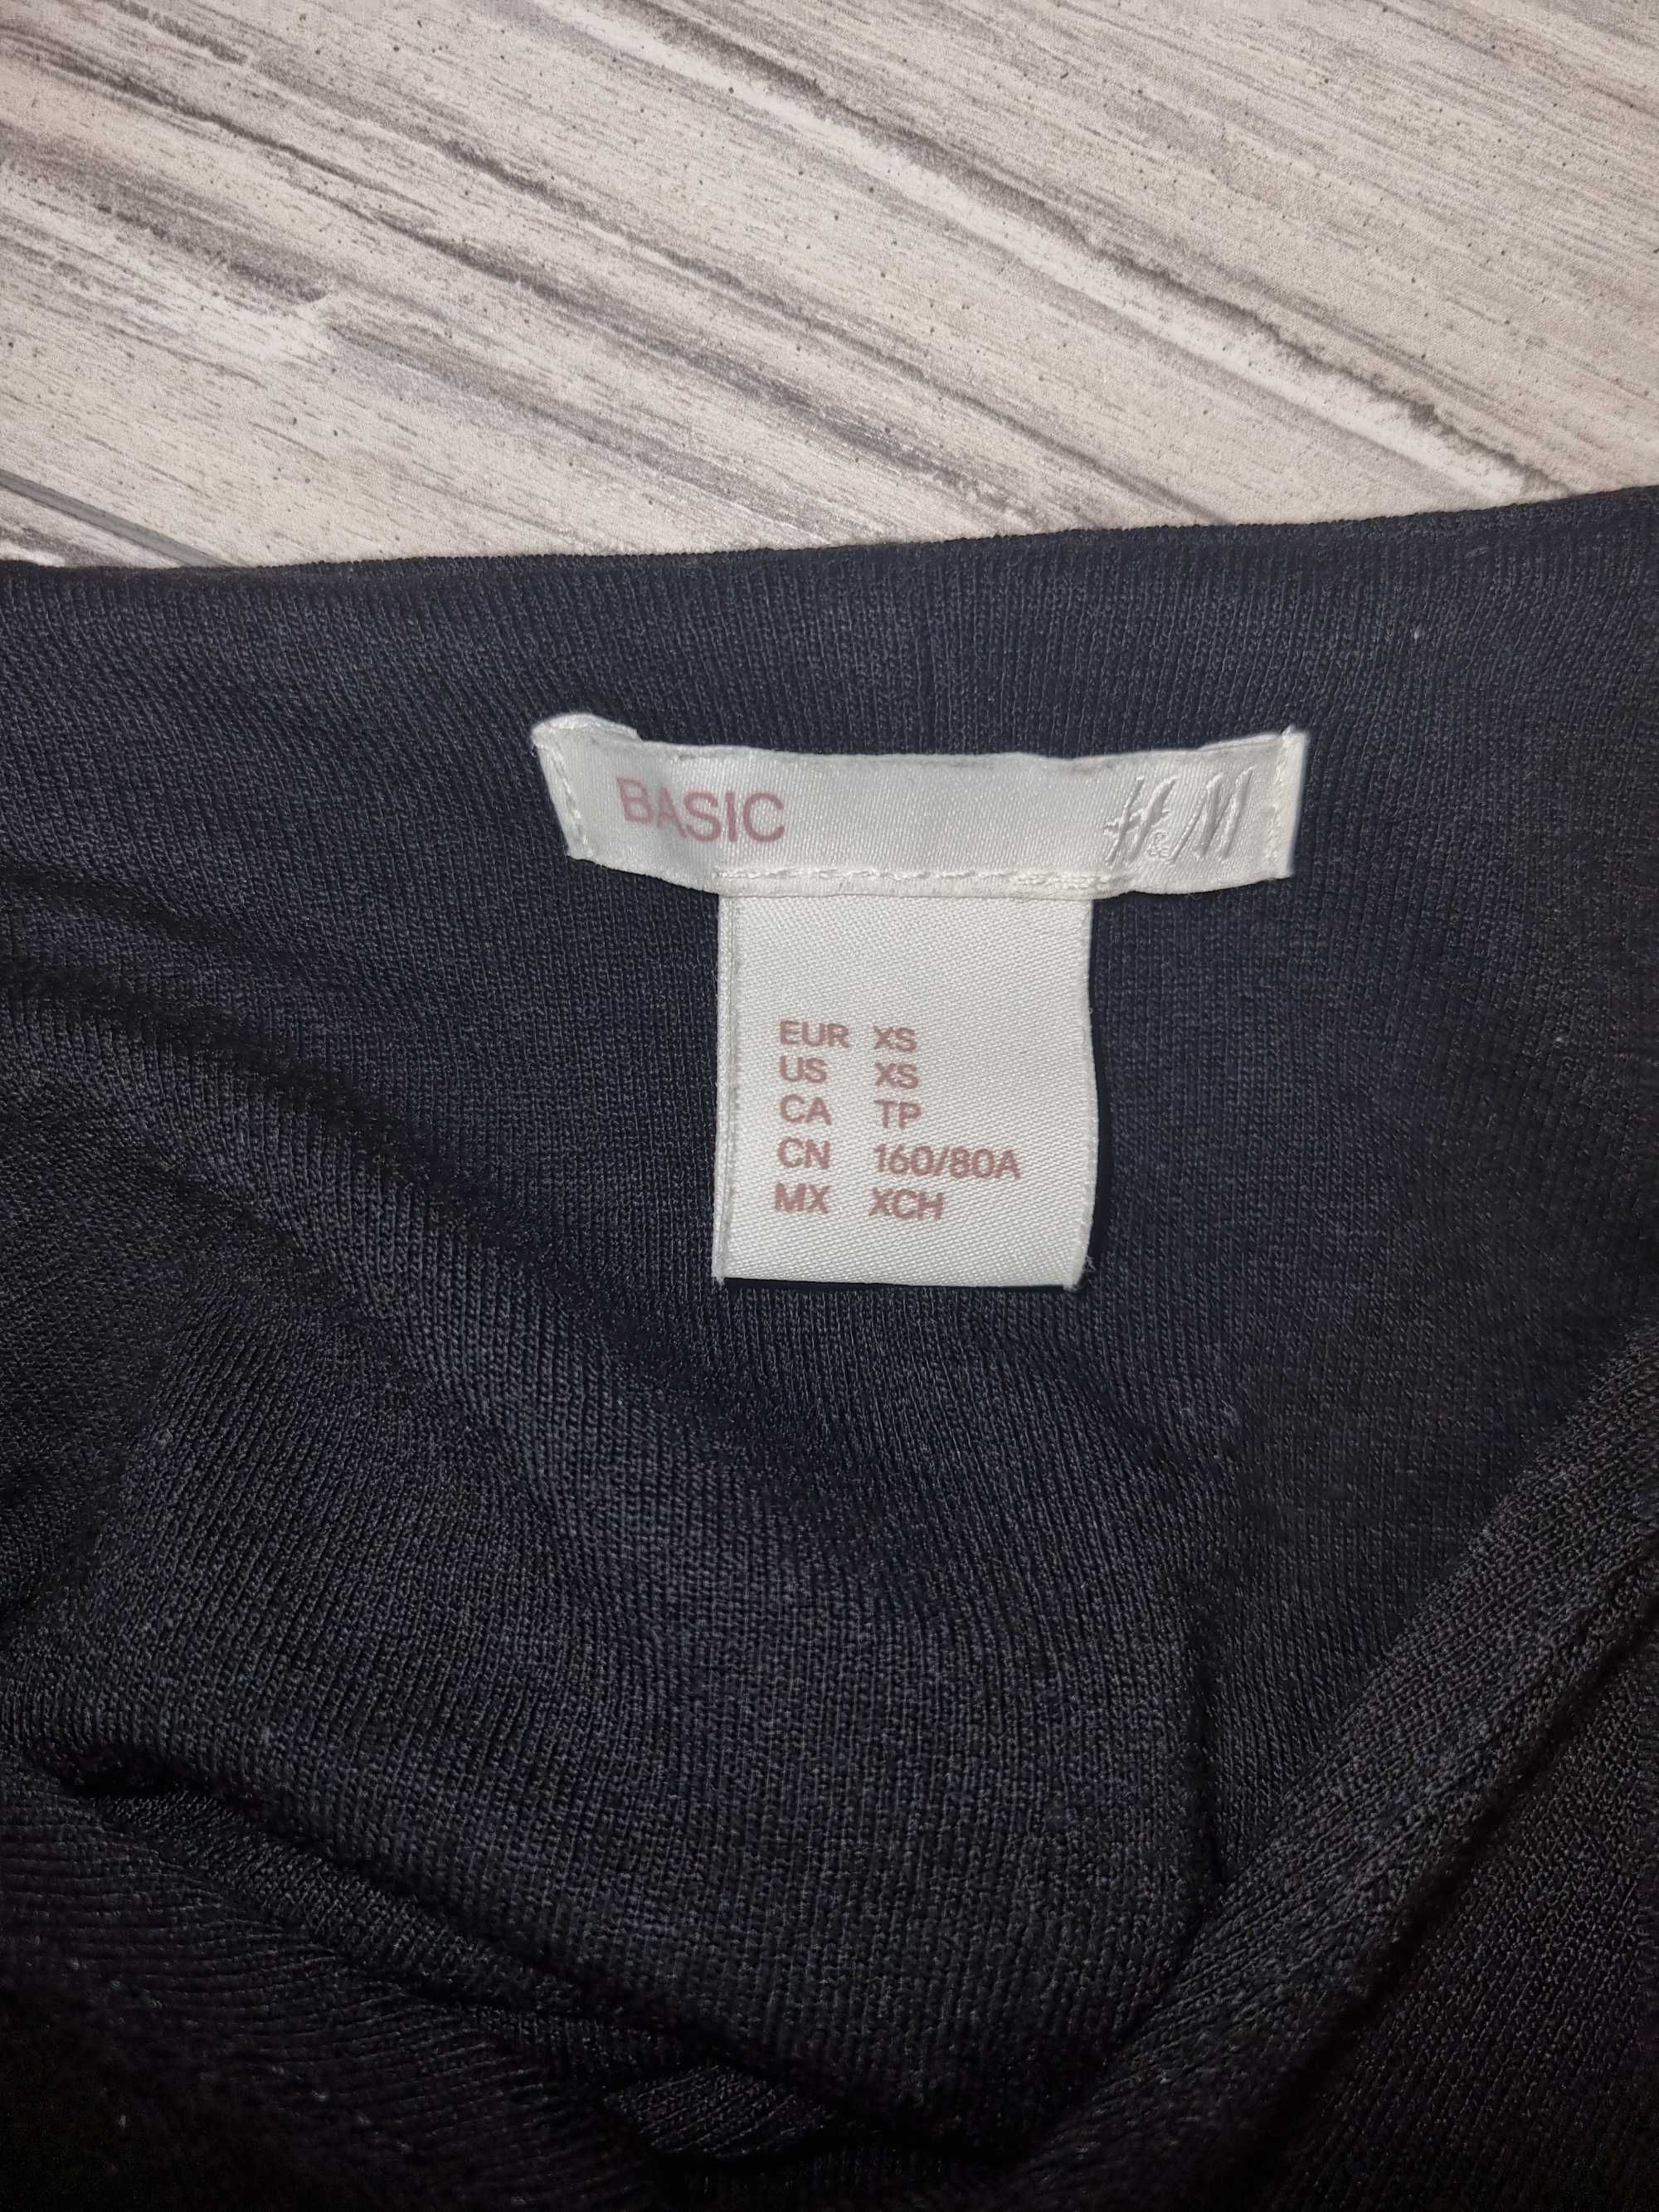 BASIC H&M
EUR XS
US XS
CA TP
CN 160/80A
MX XCH